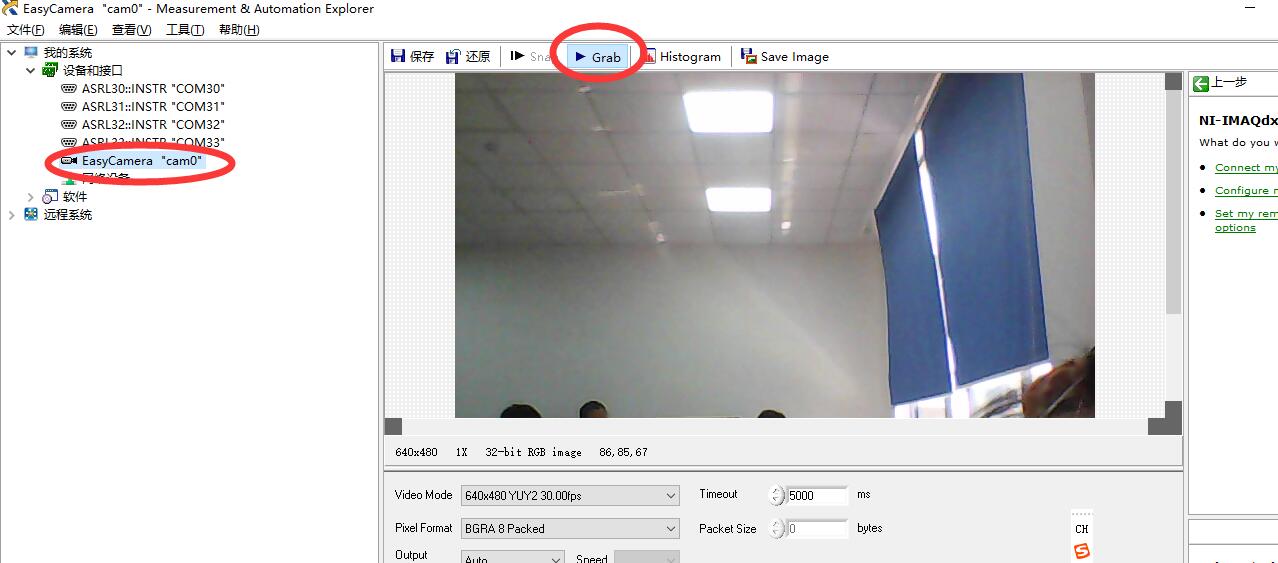 EasyCamera "cam0" - Measurement & Automation Explorer
文件(F) 编辑(E) 查看(V) 工具(T) 帮助(H)
我的系统
设备和接口
ASRL30::INSTR "COM30"
ASRL31::INSTR "COM31"
ASRL32::INSTR "COM32"
"COM33"
EasyCamera "cam0"
网络设备
软件
远程系统
保存 还原 Grab Histogram Save Image
640x480 1X 32-bit RGB image 86,85,67
Video Mode 640x480 YUY2 30.00fps Timeout 5000 ms
Pixel Format BGRA 8 Packed Packet Size 0 bytes
Output Auto Speed
CH
上一步
NI-IMAQdx
What do you
Connect my
Configure
Set my
options